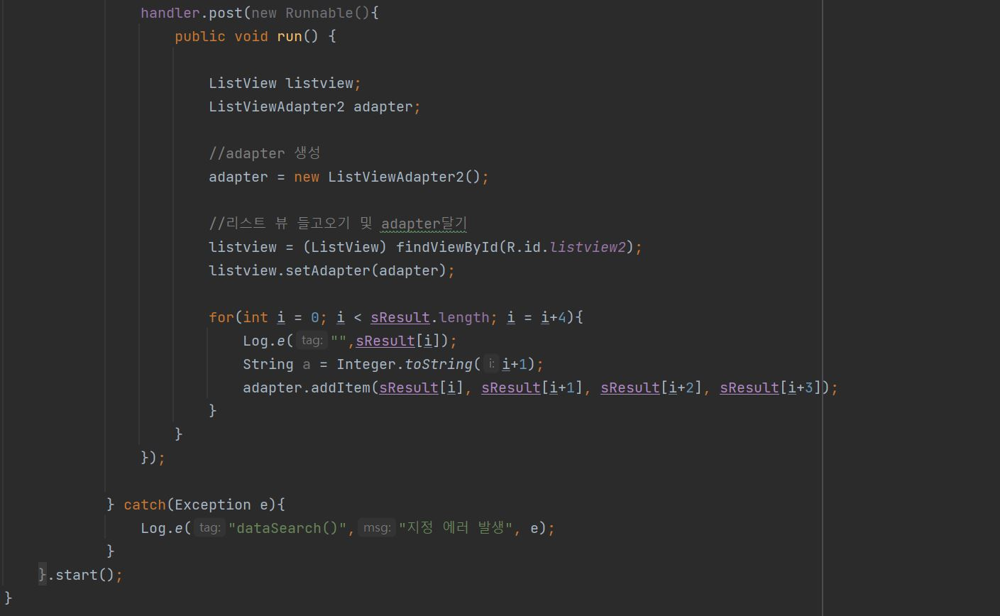 handler.post(new Runnable(){
public void run() {
ListView listview;
ListViewAdapter2 adapter;
//adapter 생성
adapter = new ListViewAdapter2();
//리스트 뷰 들고오기 및 adapter달기
listview = (ListView) findViewById(R.id.listview2);
listview.setAdapter(adapter);
for(int i = 0; i < sResult.length; i = i+4){
Log.e( tag: "",sResult[i]);
String a = Integer.toString( i: i+1);
adapter.addItem(sResult[i], sResult[i+1], sResult[i+2], sResult[i+3]);
}
}
});
} catch(Exception e){
Log.e( tag: "dataSearch()", msg: "지정 에러 발생", e);
}
}.start();
}